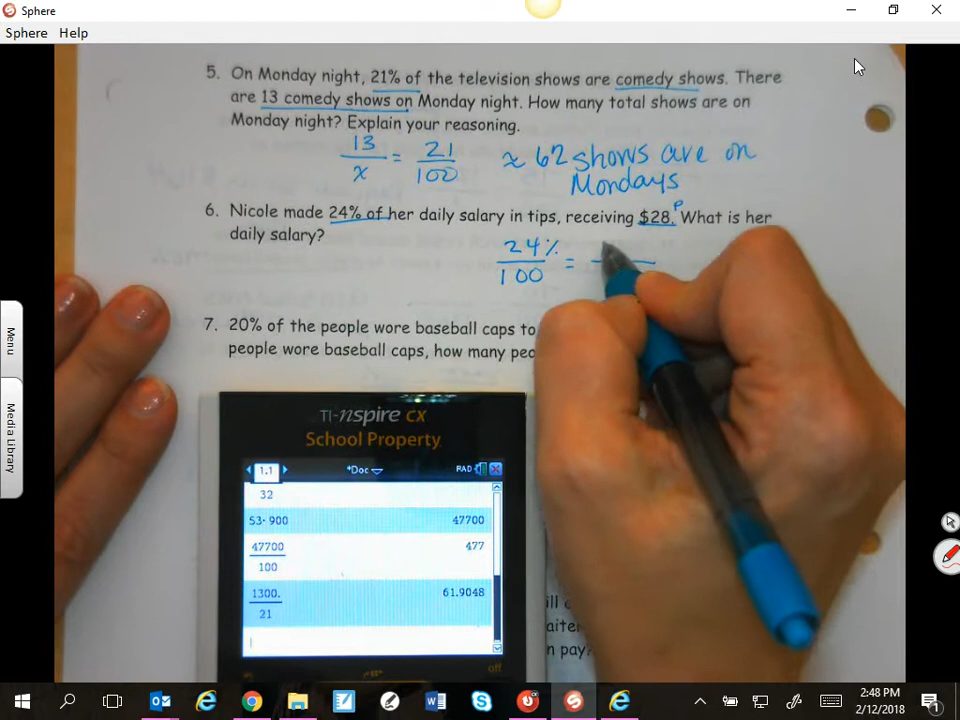 Sphere
Sphere Help
5. On Monday night, 21% of the television shows are comedy shows. There
are 13 comedy shows on Monday night. How many total shows are on
Monday night? Explain your reasoning.
13/x = 21/100 ≈ 62 shows are on
Mondays
6. Nicole made 24% of her daily salary in tips, receiving $28. P What is her
daily salary?
24%/100 =
7. 20% of the people wore baseball caps to
people wore baseball caps, how many peo
Menu
Media Library
TI-nspire CX
School Property
1.1 *Doc RAD
32
53·900 47700
47700/100 477
1300./21 61.9048
off
ill
n pay?
2:48 PM
2/12/2018
1